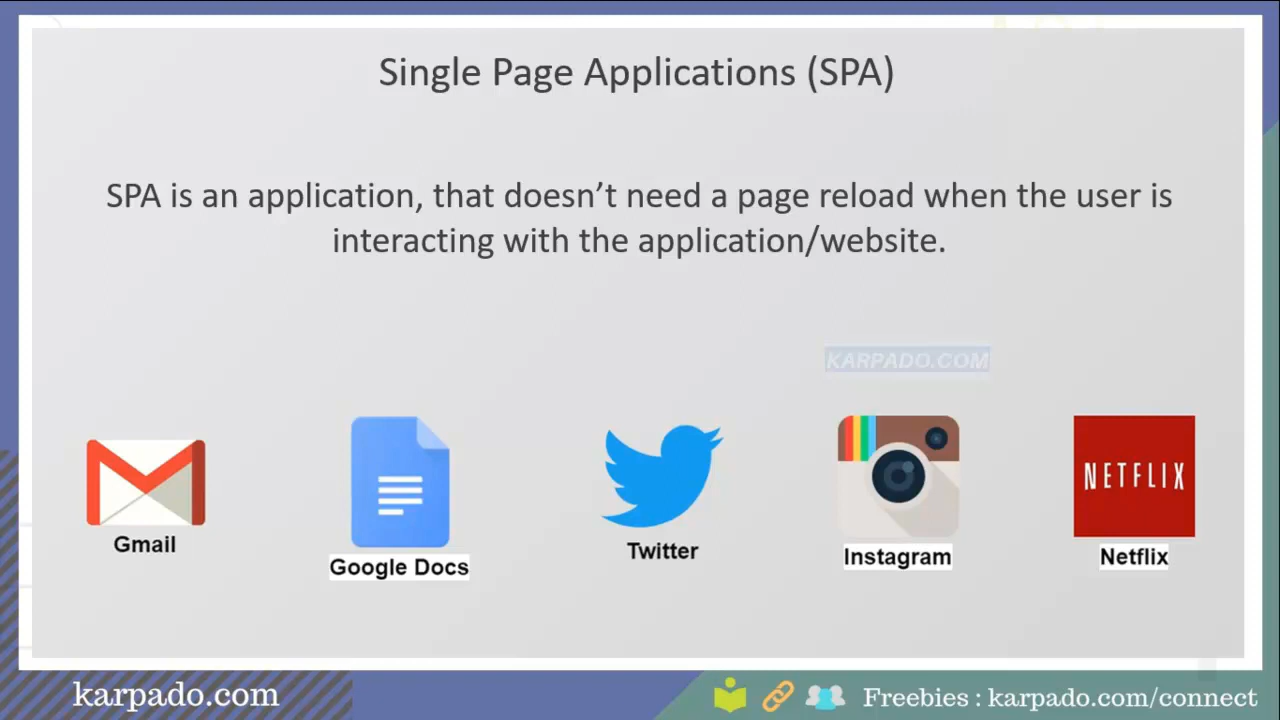 Single Page Applications (SPA)
SPA is an application, that doesn’t need a page reload when the user is
interacting with the application/website.
KARPADO.COM
NETFLIX
Gmail
Google Docs
Twitter
Instagram
Netflix
karpado.com
Freebies : karpado.com/connect